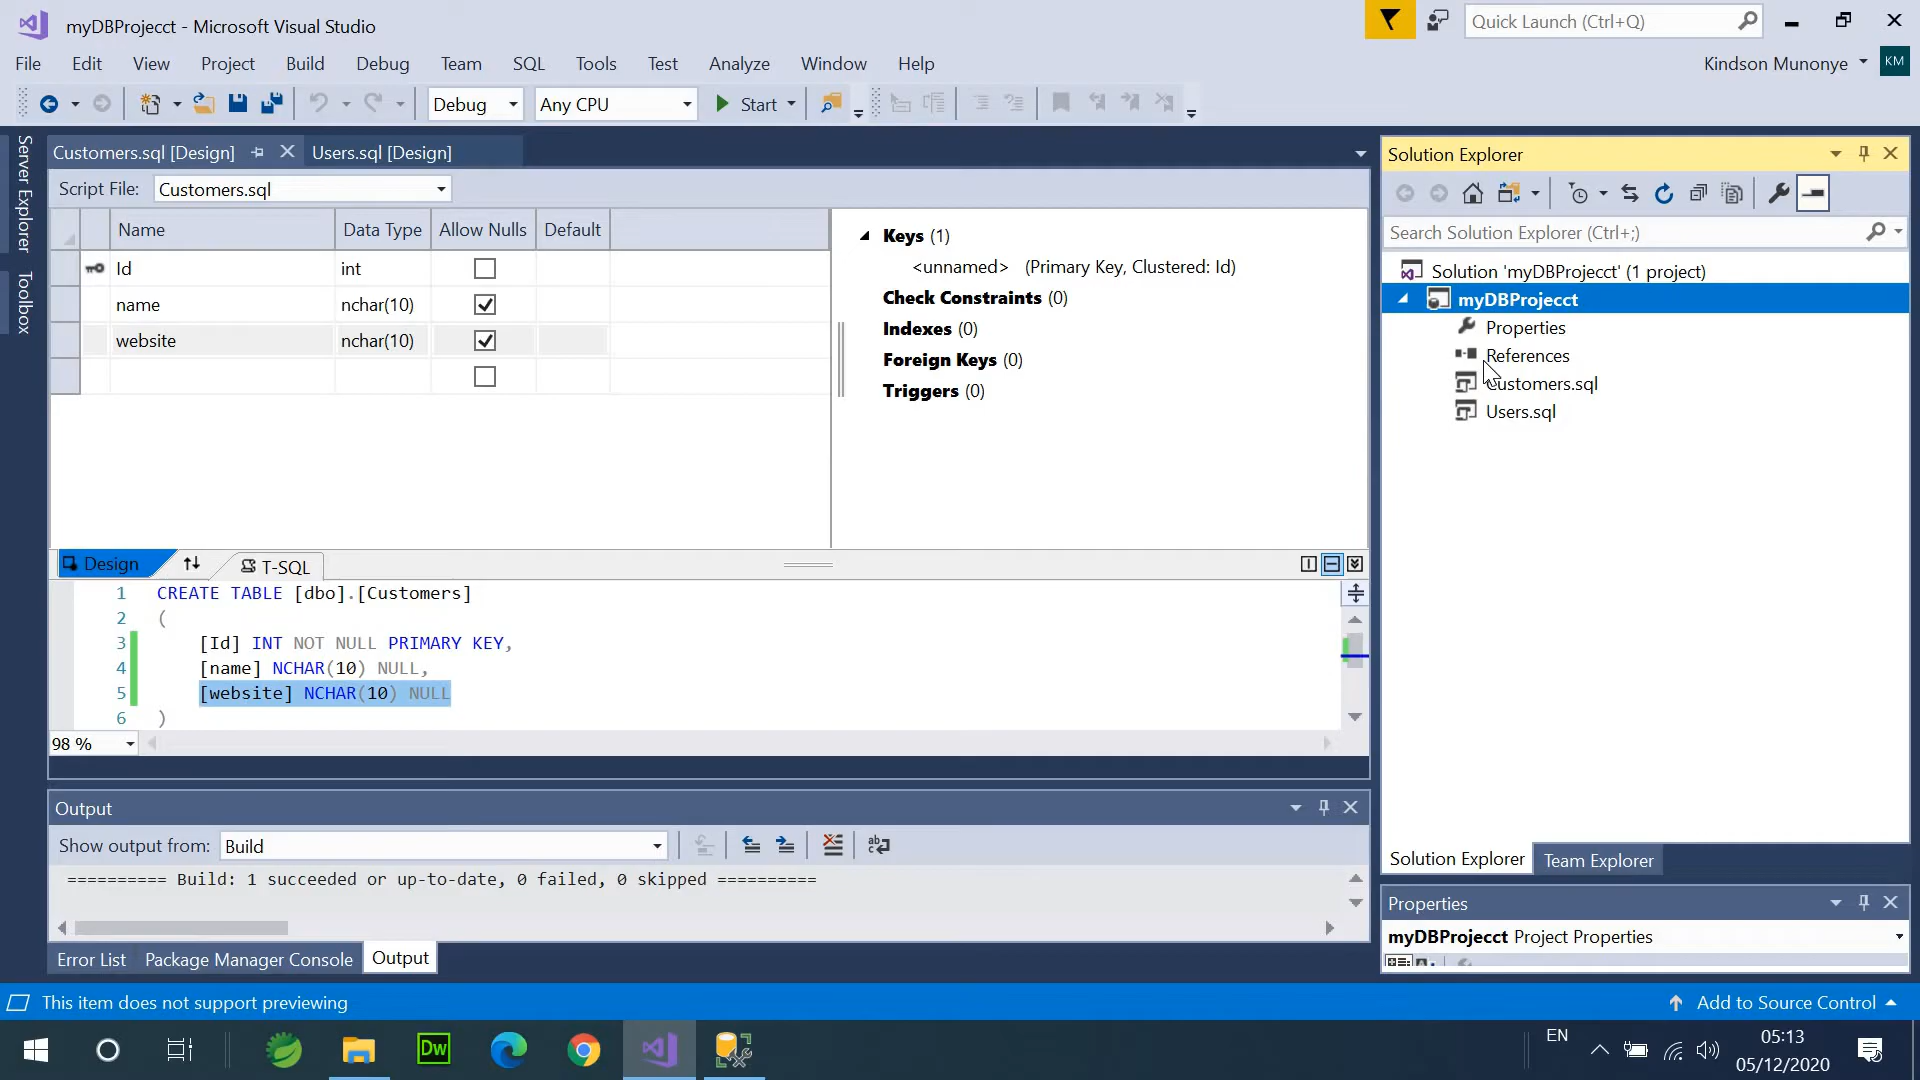 myDBProjecct - Microsoft Visual Studio
Quick Launch (Ctrl+Q)
File Edit View Project Build Debug Team SQL Tools Test Analyze Window Help
Kindson Munonye
KM
Debug
Any CPU
Start
Server Explorer
Toolbox
Customers.sql [Design]
Users.sql [Design]
Script File: Customers.sql
Name Data Type Allow Nulls Default
Id int
name nchar(10)
website nchar(10)
Keys (1)
<unnamed> (Primary Key, Clustered: Id)
Check Constraints (0)
Indexes (0)
Foreign Keys (0)
Triggers (0)
Design
T-SQL
1 CREATE TABLE [dbo].[Customers]
2 (
3 [Id] INT NOT NULL PRIMARY KEY,
4 [name] NCHAR(10) NULL,
5 [website] NCHAR(10) NULL
6 )
98 %
Output
Show output from: Build
========== Build: 1 succeeded or up-to-date, 0 failed, 0 skipped ==========
Error List
Package Manager Console
Output
Solution Explorer
Search Solution Explorer (Ctrl+;)
Solution 'myDBProjecct' (1 project)
myDBProjecct
Properties
References
Customers.sql
Users.sql
Solution Explorer
Team Explorer
Properties
myDBProjecct Project Properties
This item does not support previewing
Add to Source Control
Dw
EN
05:13
05/12/2020